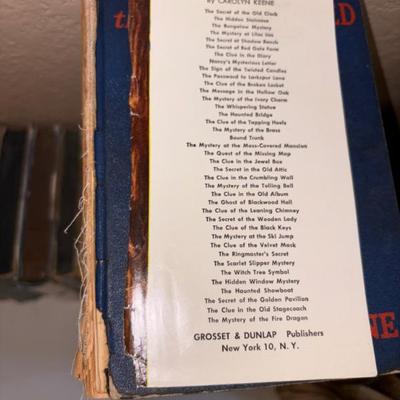 By CAROLYN KEENE
The Secret of the Old Clock
The Hidden Staircase
The Bungalow Mystery
The Mystery at Lilac Inn
The Secret at Shadow Ranch
The Secret of Red Gate Farm
The Clue in the Diary
Nancy's Mysterious Letter
The Sign of the Twisted Candles
The Password to Larkspur Lane
The Clue of the Broken Locket
The Message in the Hollow Oak
The Mystery of the Ivory Charm
The Whispering Statue
The Haunted Bridge
The Clue of the Tapping Heels
The Mystery of the Brass
Bound Trunk
The Mystery at the Moss-Covered Mansion
The Quest of the Missing Map
The Clue in the Jewel Box
The Secret in the Old Attic
The Clue in the Crumbling Wall
The Mystery of the Tolling Bell
The Clue in the Old Album
The Ghost of Blackwood Hall
The Clue of the Leaning Chimney
The Secret of the Wooden Lady
The Clue of the Black Keys
The Mystery at the Ski Jump
The Clue of the Velvet Mask
The Ringmaster's Secret
The Scarlet Slipper Mystery
The Witch Tree Symbol
The Hidden Window Mystery
The Haunted Showboat
The Secret of the Golden Pavilion
The Clue in the Old Stagecoach
The Mystery of the Fire Dragon
GROSSET & DUNLAP Publishers
New York 10, N. Y.
NE